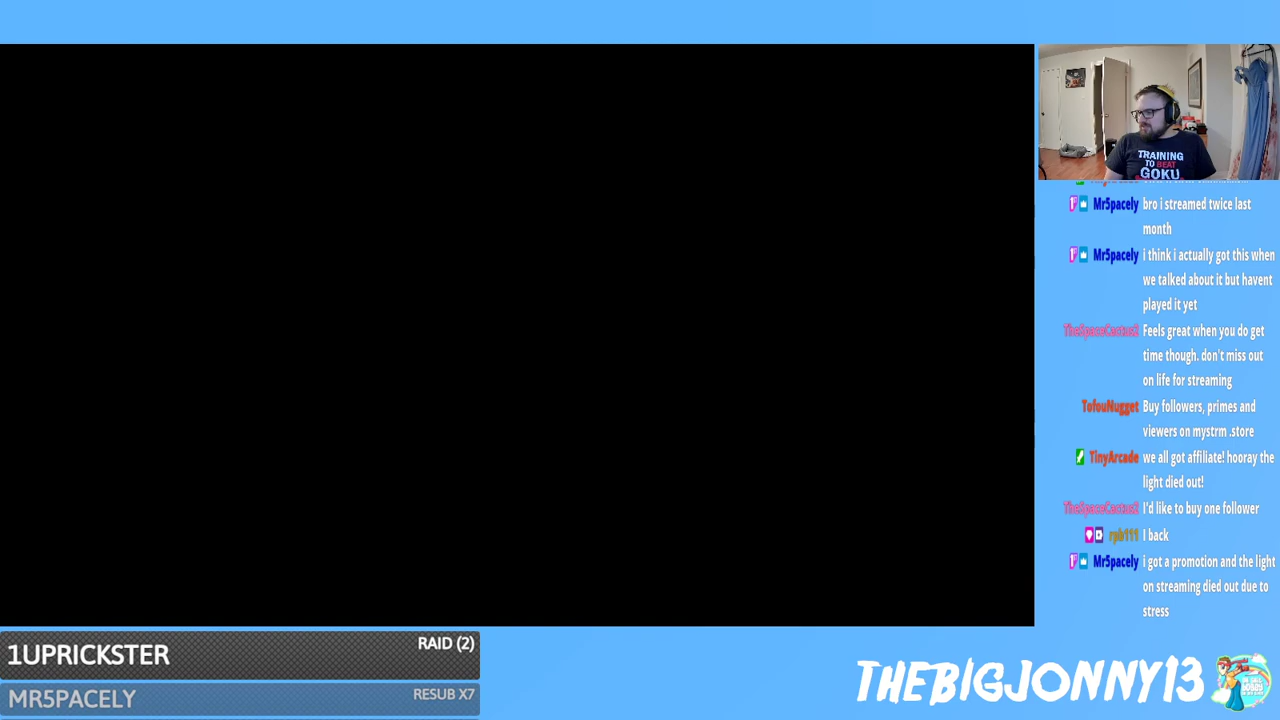 TRAINING
TO BEAT
GOKU
Mr5pacely bro i streamed twice last
month
Mr5pacely i think i actually got this when
we talked about it but havent
played it yet
TheSpaceCactusZ Feels great when you do get
time though. don't miss out
on life for streaming
TofouNugget Buy followers, primes and
viewers on mystrm .store
TinyArcade we all got affiliate! hooray the
light died out!
TheSpaceCactusZ I'd like to buy one follower
rpb111 I back
Mr5pacely i got a promotion and the light
on streaming died out due to
stress
1UPRICKSTER RAID (2)
MR5PACELY RESUB X7
THEBIGJONNY13